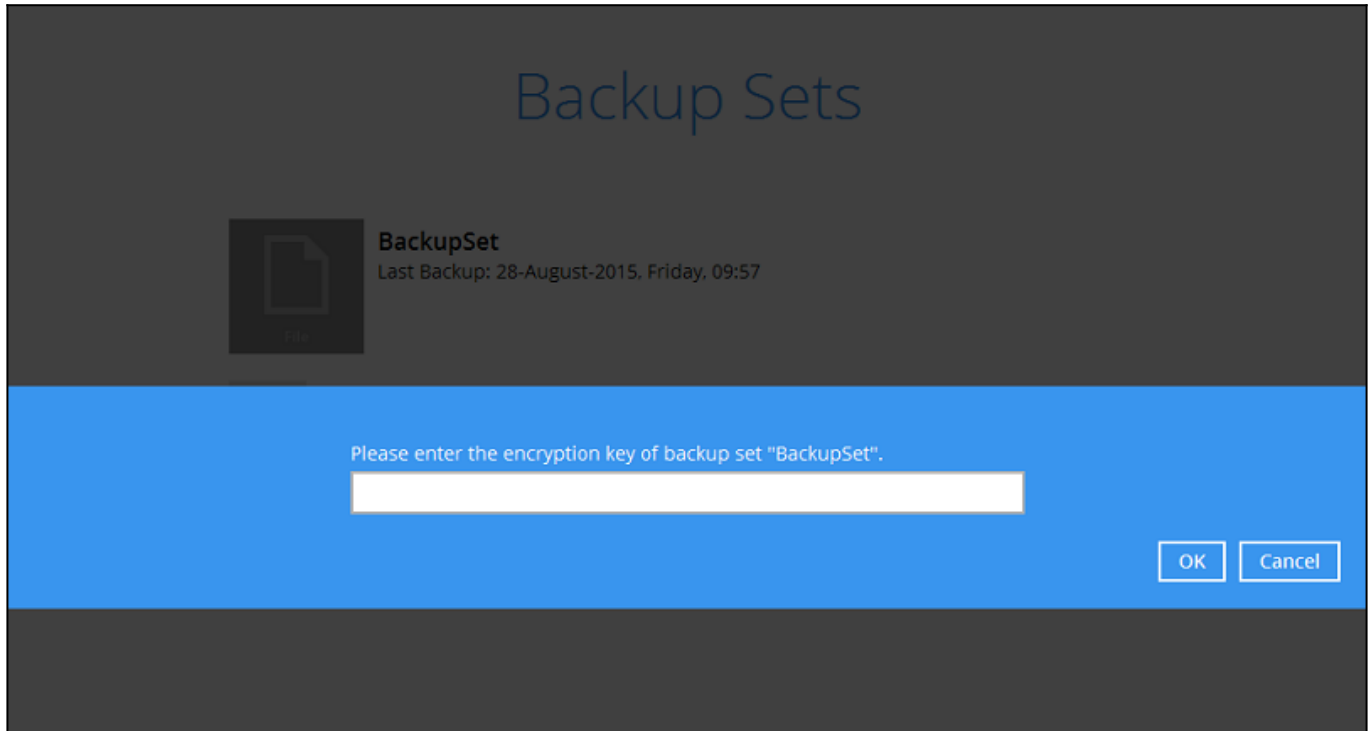 Backup Sets
BackupSet
Last Backup: 28-August-2015, Friday, 09:57
File
Please enter the encryption key of backup set "BackupSet".
OK
Cancel